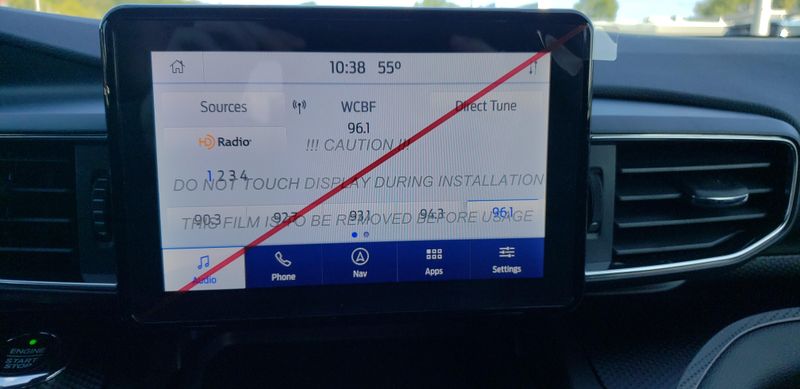 10:38 55º
Sources WCBF Direct Tune
96.1
HD Radio
!!! CAUTION !!!
1 2 3 4
DO NOT TOUCH DISPLAY DURING INSTALLATION
90.3 92.7 93.1 94.3 96.1
THIS FILM IS TO BE REMOVED BEFORE USAGE
Audio Phone Nav Apps Settings
ENGINE
START
STOP